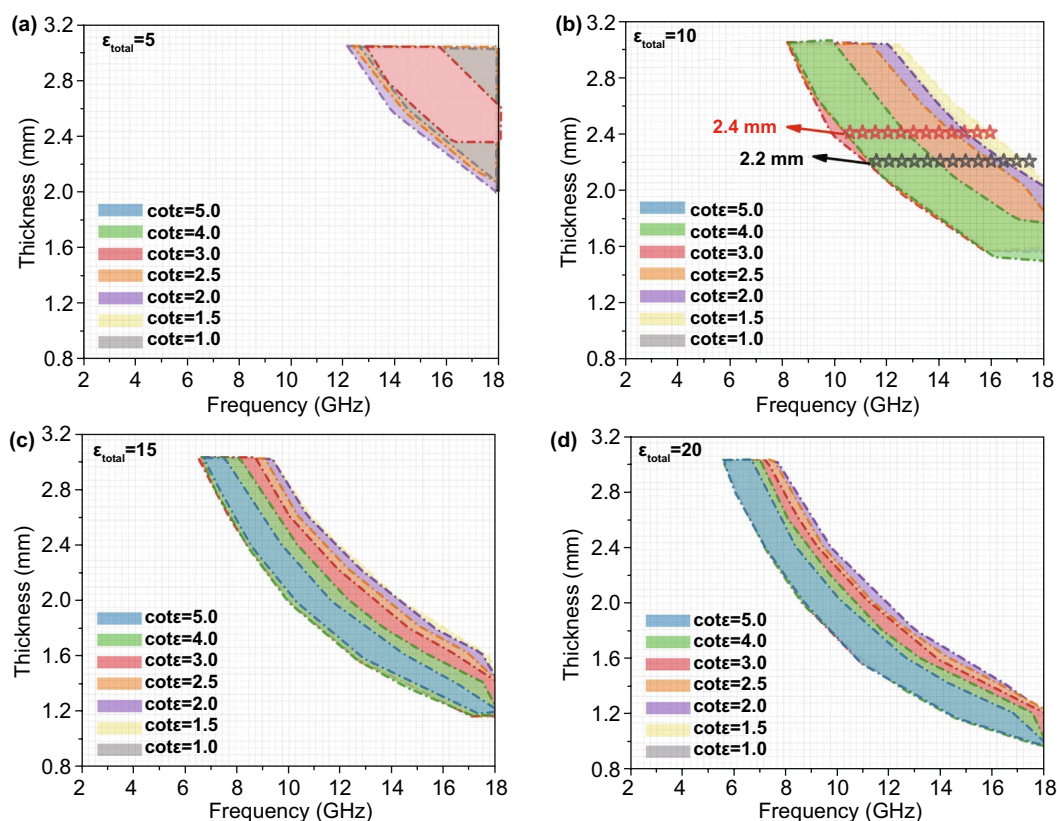 (a)
ε_total=5
Thickness (mm)
3.2
2.8
2.4
2.0
1.6
1.2
0.8
cotε=5.0
cotε=4.0
cotε=3.0
cotε=2.5
cotε=2.0
cotε=1.5
cotε=1.0
2 4 6 8 10 12 14 16 18
Frequency (GHz)
(b)
ε_total=10
Thickness (mm)
3.2
2.8
2.4
2.0
1.6
1.2
0.8
2.4 mm
2.2 mm
cotε=5.0
cotε=4.0
cotε=3.0
cotε=2.5
cotε=2.0
cotε=1.5
cotε=1.0
2 4 6 8 10 12 14 16 18
Frequency (GHz)
(c)
ε_total=15
Thickness (mm)
3.2
2.8
2.4
2.0
1.6
1.2
0.8
cotε=5.0
cotε=4.0
cotε=3.0
cotε=2.5
cotε=2.0
cotε=1.5
cotε=1.0
2 4 6 8 10 12 14 16 18
Frequency (GHz)
(d)
ε_total=20
Thickness (mm)
3.2
2.8
2.4
2.0
1.6
1.2
0.8
cotε=5.0
cotε=4.0
cotε=3.0
cotε=2.5
cotε=2.0
cotε=1.5
cotε=1.0
2 4 6 8 10 12 14 16 18
Frequency (GHz)